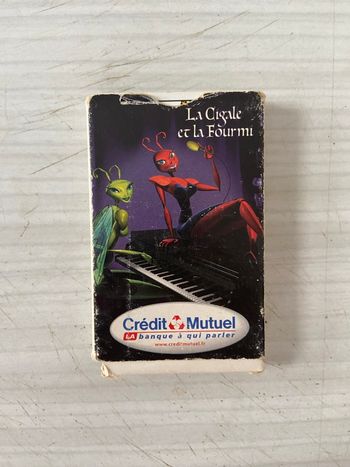 La Cigale
et la Fourmi
Crédit Mutuel
LA banque à qui parler
www.creditmutuel.fr